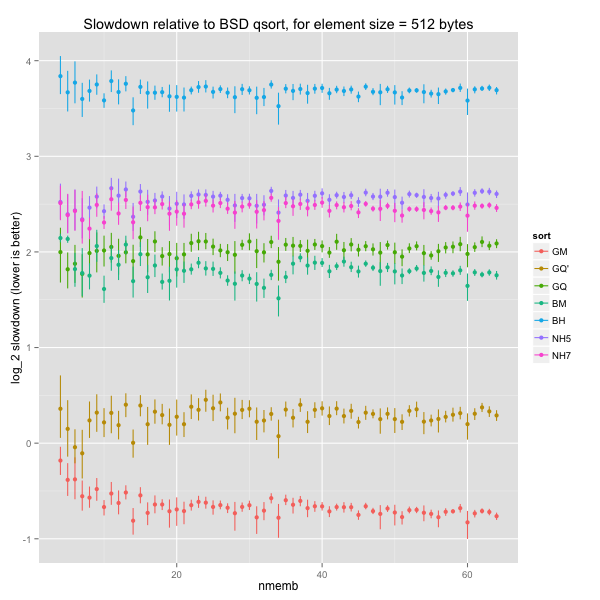 Slowdown relative to BSD qsort, for element size = 512 bytes
log_2 slowdown (lower is better)
4
3
2
1
0
-1
20
40
60
nmemb
sort
GM
GQ'
GQ
BM
BH
NH5
NH7